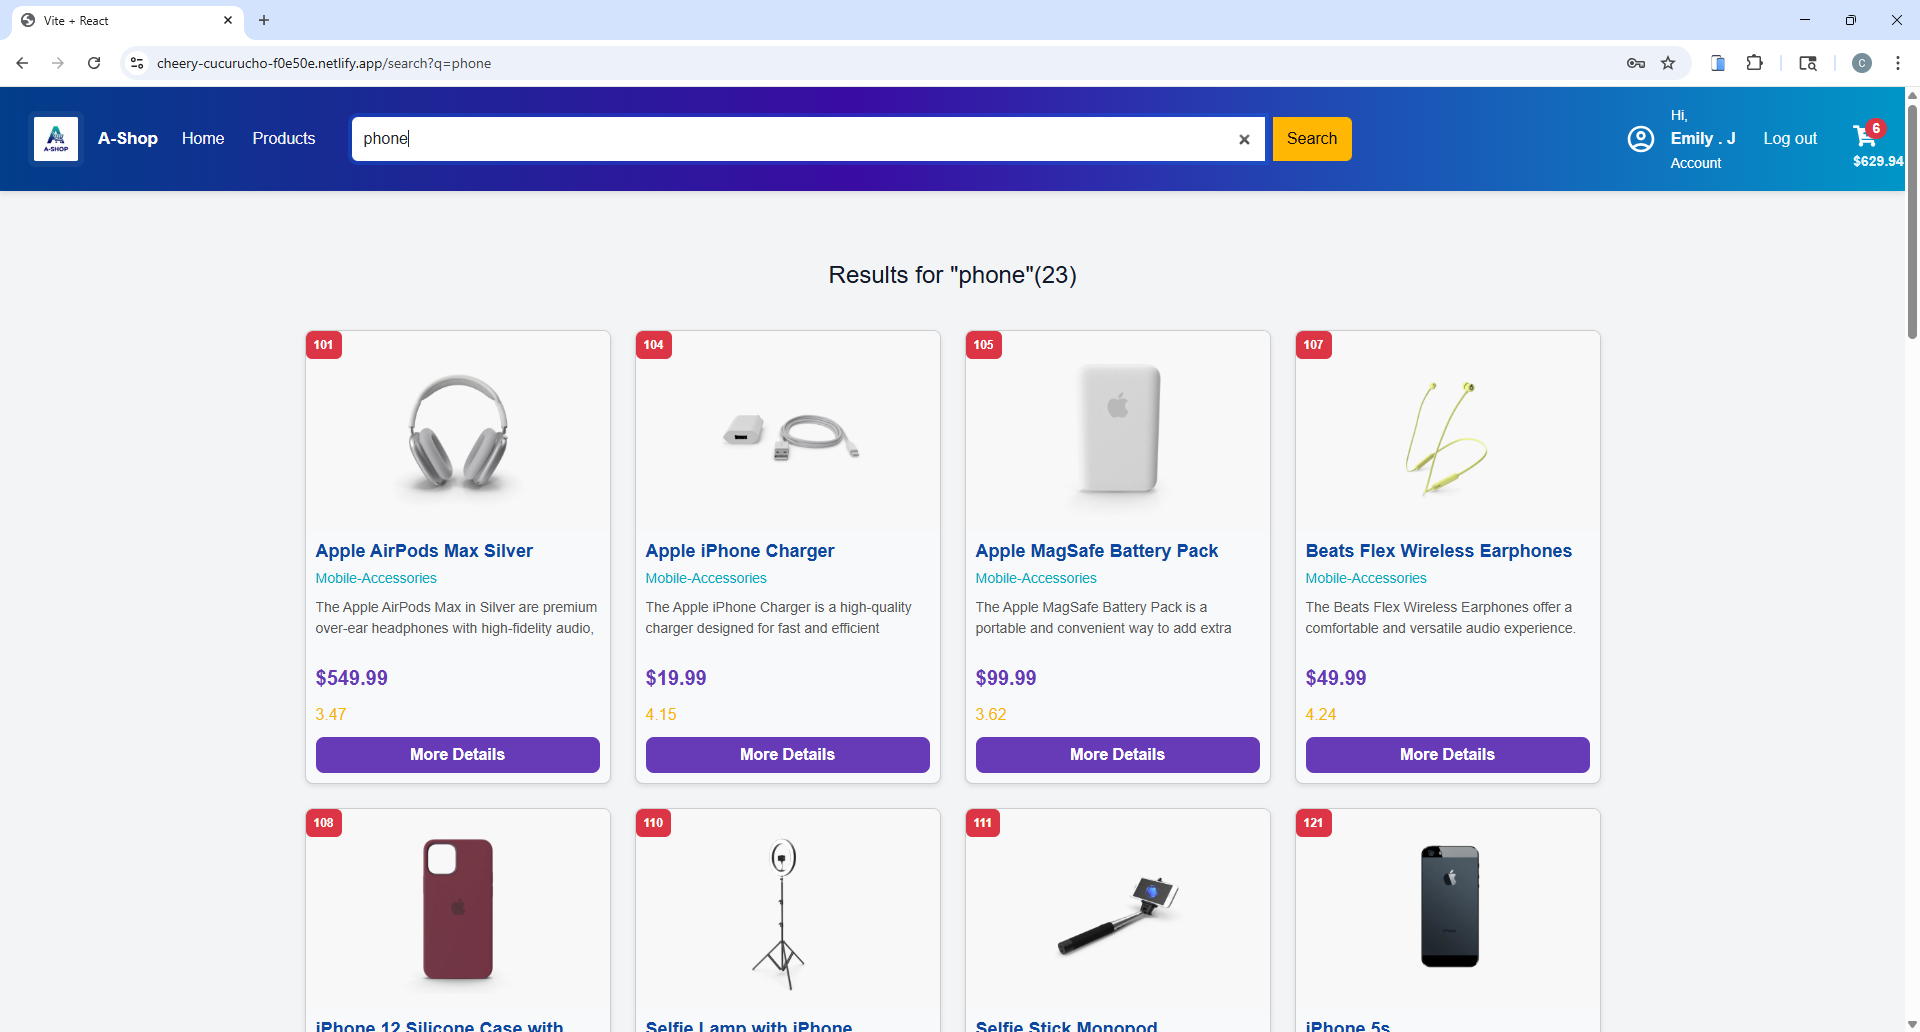 Vite + React
cheery-cucurucho-f0e50e.netlify.app/search?q=phone
C
A-SHOP
A-Shop
Home
Products
phone
Search
Hi,
Emily . J
Account
Log out
6
$629.94
Results for "phone"(23)
101
Apple AirPods Max Silver
Mobile-Accessories
The Apple AirPods Max in Silver are premium
over-ear headphones with high-fidelity audio,
$549.99
3.47
More Details
104
Apple iPhone Charger
Mobile-Accessories
The Apple iPhone Charger is a high-quality
charger designed for fast and efficient
$19.99
4.15
More Details
105
Apple MagSafe Battery Pack
Mobile-Accessories
The Apple MagSafe Battery Pack is a
portable and convenient way to add extra
$99.99
3.62
More Details
107
Beats Flex Wireless Earphones
Mobile-Accessories
The Beats Flex Wireless Earphones offer a
comfortable and versatile audio experience.
$49.99
4.24
More Details
108
iPhone 12 Silicone Case with
110
Selfie Lamp with iPhone
111
Selfie Stick Monopod
121
iPhone 5s